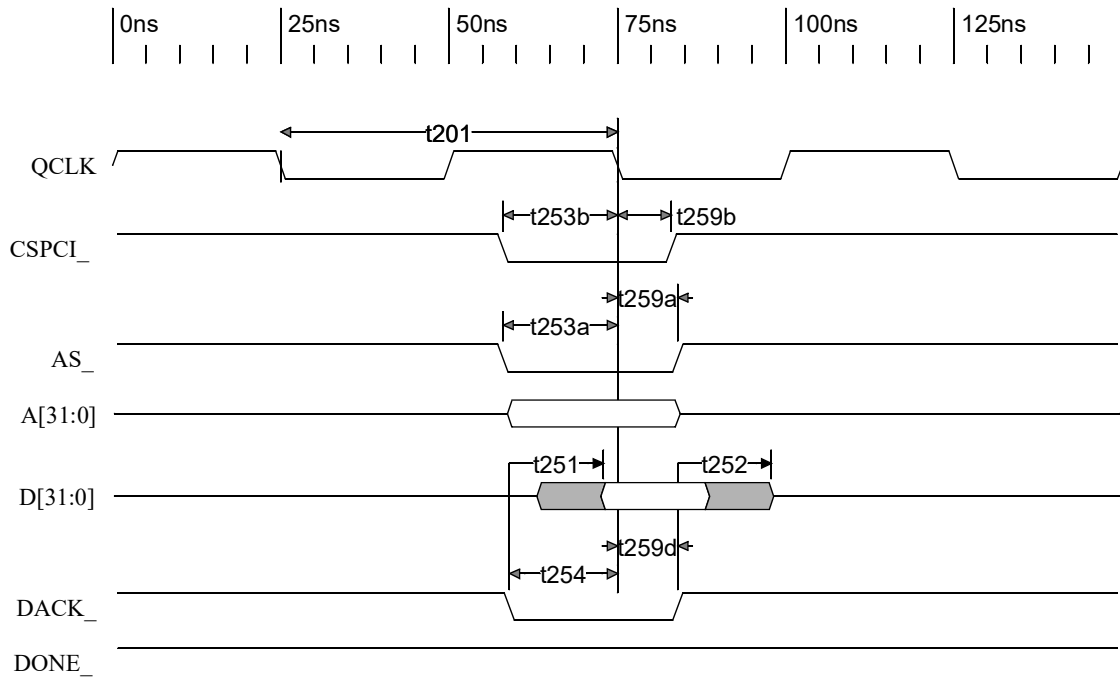 0ns 25ns 50ns 75ns 100ns 125ns
t201
QCLK
t253b t259b
CSPCI_
t259a
t253a
AS_
A[31:0]
t251 t252
D[31:0]
t259d
t254
DACK_
DONE_